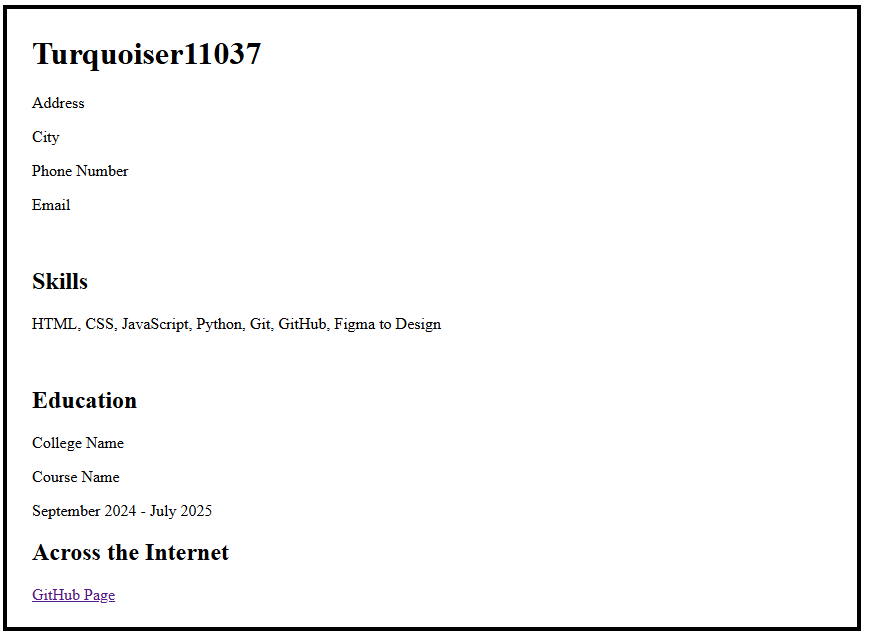 Turquoiser11037
Address
City
Phone Number
Email
Skills
HTML, CSS, JavaScript, Python, Git, GitHub, Figma to Design
Education
College Name
Course Name
September 2024 - July 2025
Across the Internet
GitHub Page